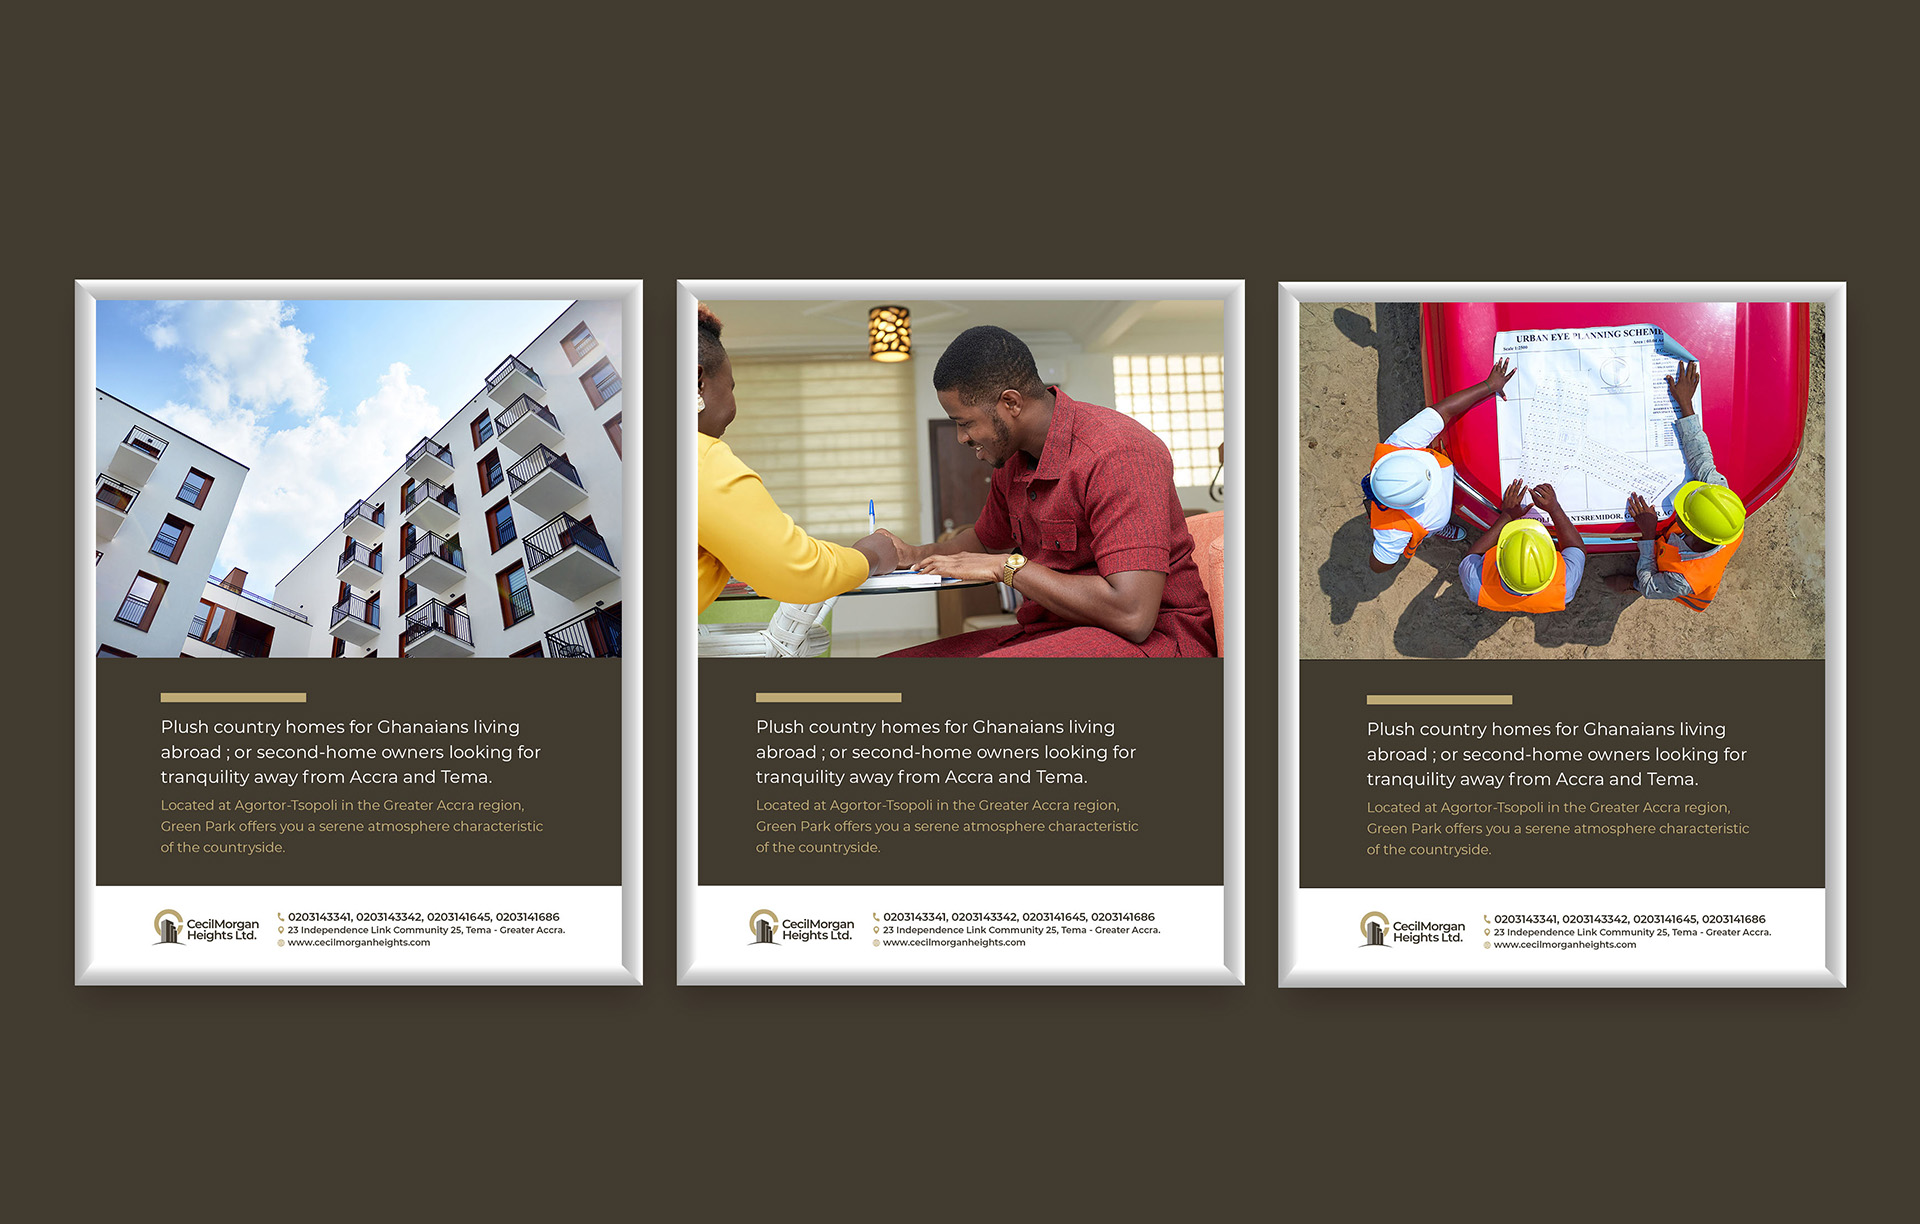 Plush country homes for Ghanaians living
abroad ; or second-home owners looking for
tranquility away from Accra and Tema.
Located at Agortor-Tsopoli in the Greater Accra region,
Green Park offers you a serene atmosphere characteristic
of the countryside.
CecilMorgan
Heights Ltd.
0203143341, 0203143342, 0203141645, 0203141686
23 Independence Link Community 25, Tema - Greater Accra.
www.cecilmorganheights.com
Plush country homes for Ghanaians living
abroad ; or second-home owners looking for
tranquility away from Accra and Tema.
Located at Agortor-Tsopoli in the Greater Accra region,
Green Park offers you a serene atmosphere characteristic
of the countryside.
CecilMorgan
Heights Ltd.
0203143341, 0203143342, 0203141645, 0203141686
23 Independence Link Community 25, Tema - Greater Accra.
www.cecilmorganheights.com
URBAN EYE PLANNING SCHEME
Scale 1:2500
Plush country homes for Ghanaians living
abroad ; or second-home owners looking for
tranquility away from Accra and Tema.
Located at Agortor-Tsopoli in the Greater Accra region,
Green Park offers you a serene atmosphere characteristic
of the countryside.
CecilMorgan
Heights Ltd.
0203143341, 0203143342, 0203141645, 0203141686
23 Independence Link Community 25, Tema - Greater Accra.
www.cecilmorganheights.com